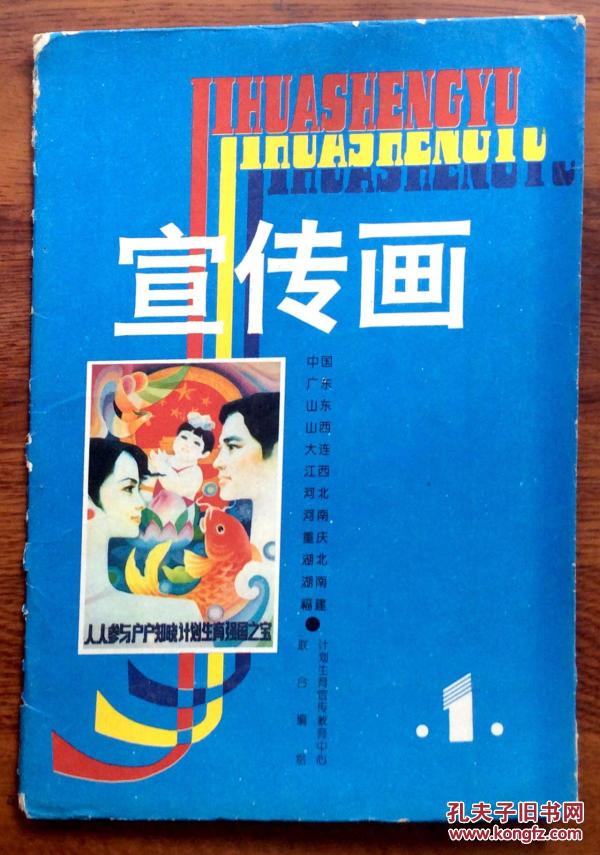 JIHUASHENGYU
JIHUASHENGYU
JIHUASHENGYU
宣传画
中国
广东
山东
山西
大连
江西
河北
河南
重庆
湖北
湖南
福建
计划生育宣传教育中心
联合编
人人参与户户知晓计划生育强国之宝
.1.
孔夫子旧书网
www.kongfz.com